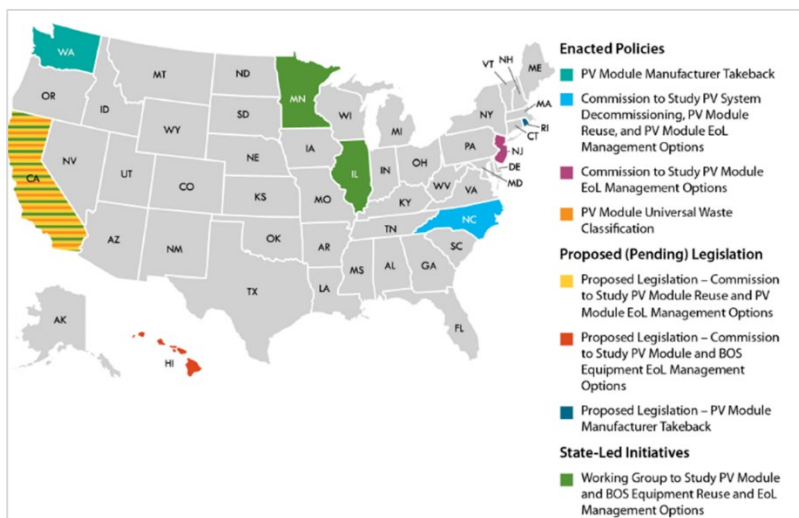 WA
MT
ND
MN
OR
ID
SD
WI
WY
MI
NY
VT
NH
ME
MA
RI
CT
NJ
PA
DE
MD
IA
NE
NV
UT
CO
CA
IL
IN
OH
WV
VA
KS
MO
KY
NC
TN
AZ
NM
OK
AR
SC
MS
AL
GA
TX
LA
FL
AK
HI
Enacted Policies
PV Module Manufacturer Takeback
Commission to Study PV System
Decommissioning, PV Module
Reuse, and PV Module EoL
Management Options
Commission to Study PV Module
EoL Management Options
PV Module Universal Waste
Classification
Proposed (Pending) Legislation
Proposed Legislation – Commission
to Study PV Module Reuse and PV
Module EoL Management Options
Proposed Legislation – Commission
to Study PV Module and BOS
Equipment EoL Management
Options
Proposed Legislation – PV Module
Manufacturer Takeback
State-Led Initiatives
Working Group to Study PV Module
and BOS Equipment Reuse and EoL
Management Options